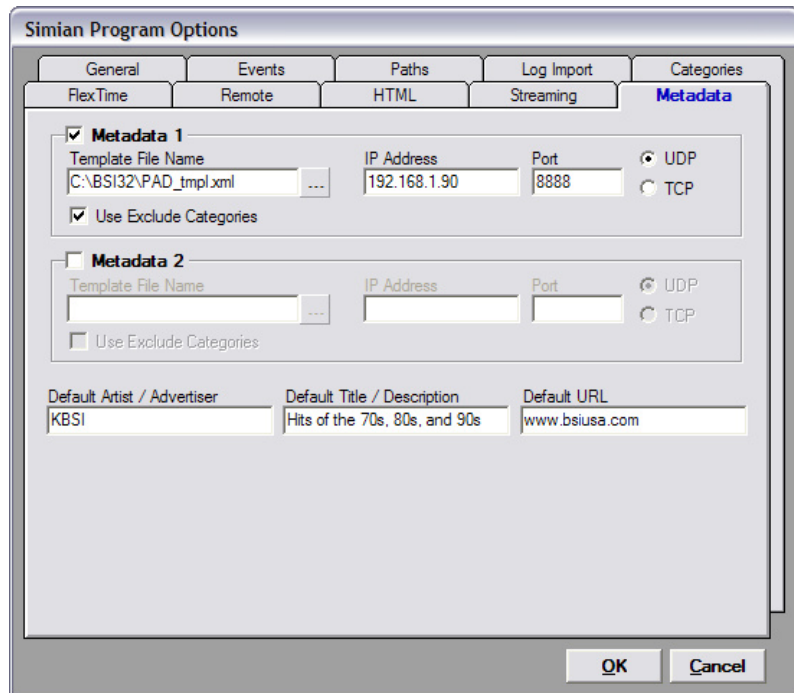 Simian Program Options
General Events Paths Log Import Categories
FlexTime Remote HTML Streaming Metadata
Metadata 1
Template File Name IP Address Port UDP
C:\BSI32\PAD_tmpl.xml ... 192.168.1.90 8888 TCP
Use Exclude Categories
Metadata 2
Template File Name IP Address Port UDP
... TCP
Use Exclude Categories
Default Artist / Advertiser Default Title / Description Default URL
KBSI Hits of the 70s, 80s, and 90s www.bsiusa.com
OK Cancel